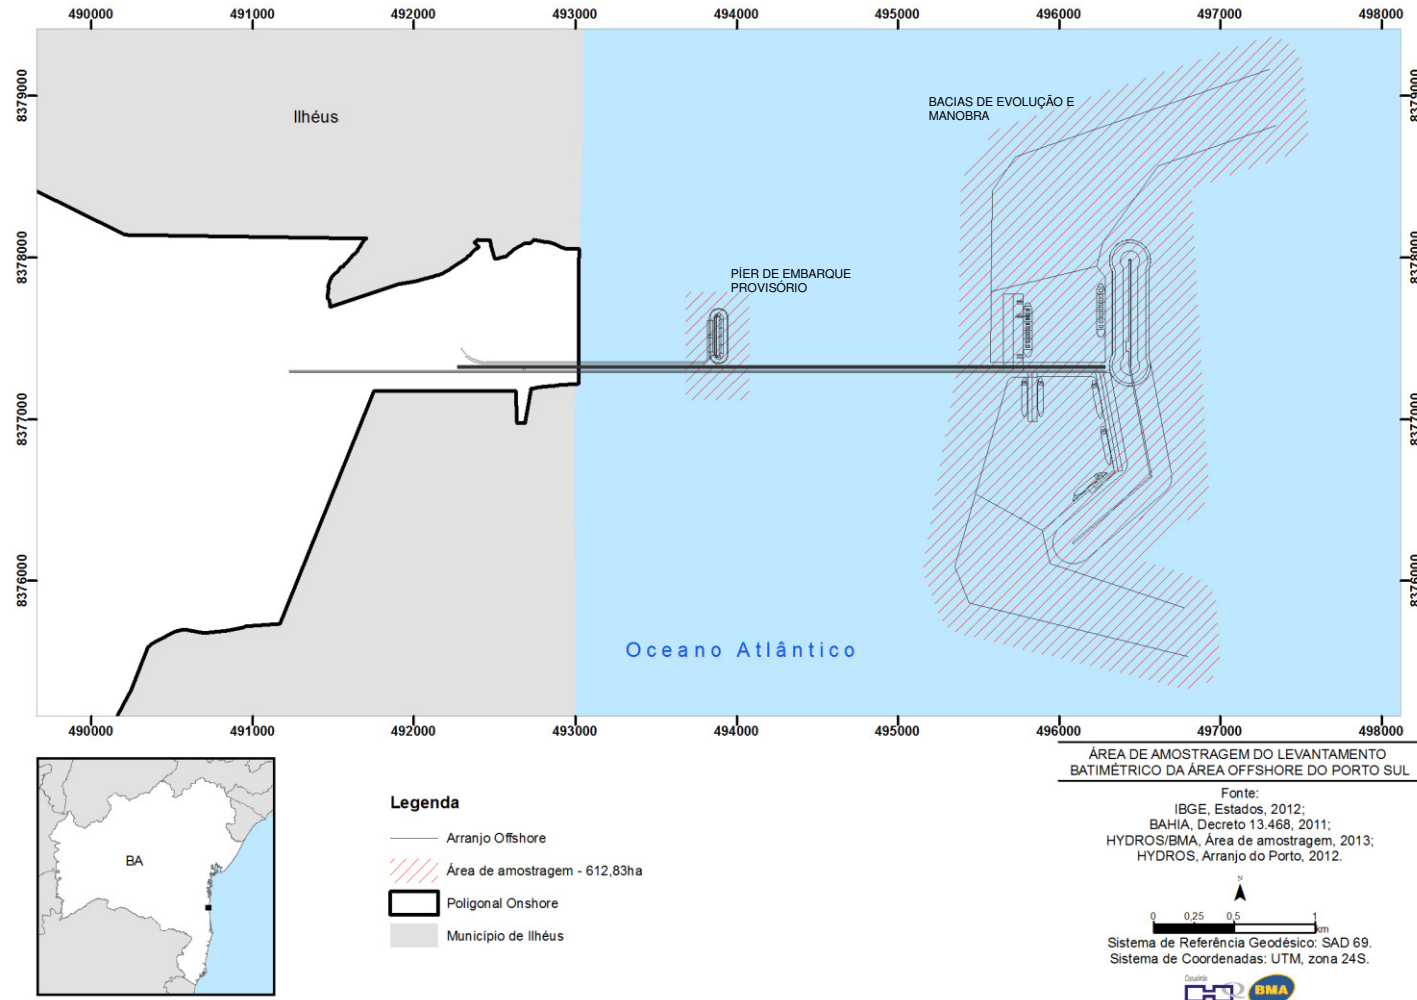 490000 491000 492000 493000 494000 495000 496000 497000 498000
8379000 8379000
Ilhéus
BACIAS DE EVOLUÇÃO E
MANOBRA
8378000 8378000
PÍER DE EMBARQUE
PROVISÓRIO
8377000 8377000
8376000 8376000
Oceano Atlântico
490000 491000 492000 493000 494000 495000 496000 497000 498000
BA
Legenda
Arranjo Offshore
Área de amostragem - 612,83ha
Poligonal Onshore
Município de Ilhéus
ÁREA DE AMOSTRAGEM DO LEVANTAMENTO
BATIMÉTRICO DA ÁREA OFFSHORE DO PORTO SUL
Fonte:
IBGE, Estados, 2012;
BAHIA, Decreto 13.468, 2011;
HYDROS/BMA, Área de amostragem, 2013;
HYDROS, Arranjo do Porto, 2012.
N
0 0,25 0,5 1
km
Sistema de Referência Geodésico: SAD 69.
Sistema de Coordenadas: UTM, zona 24S.
Consórcio
BMA